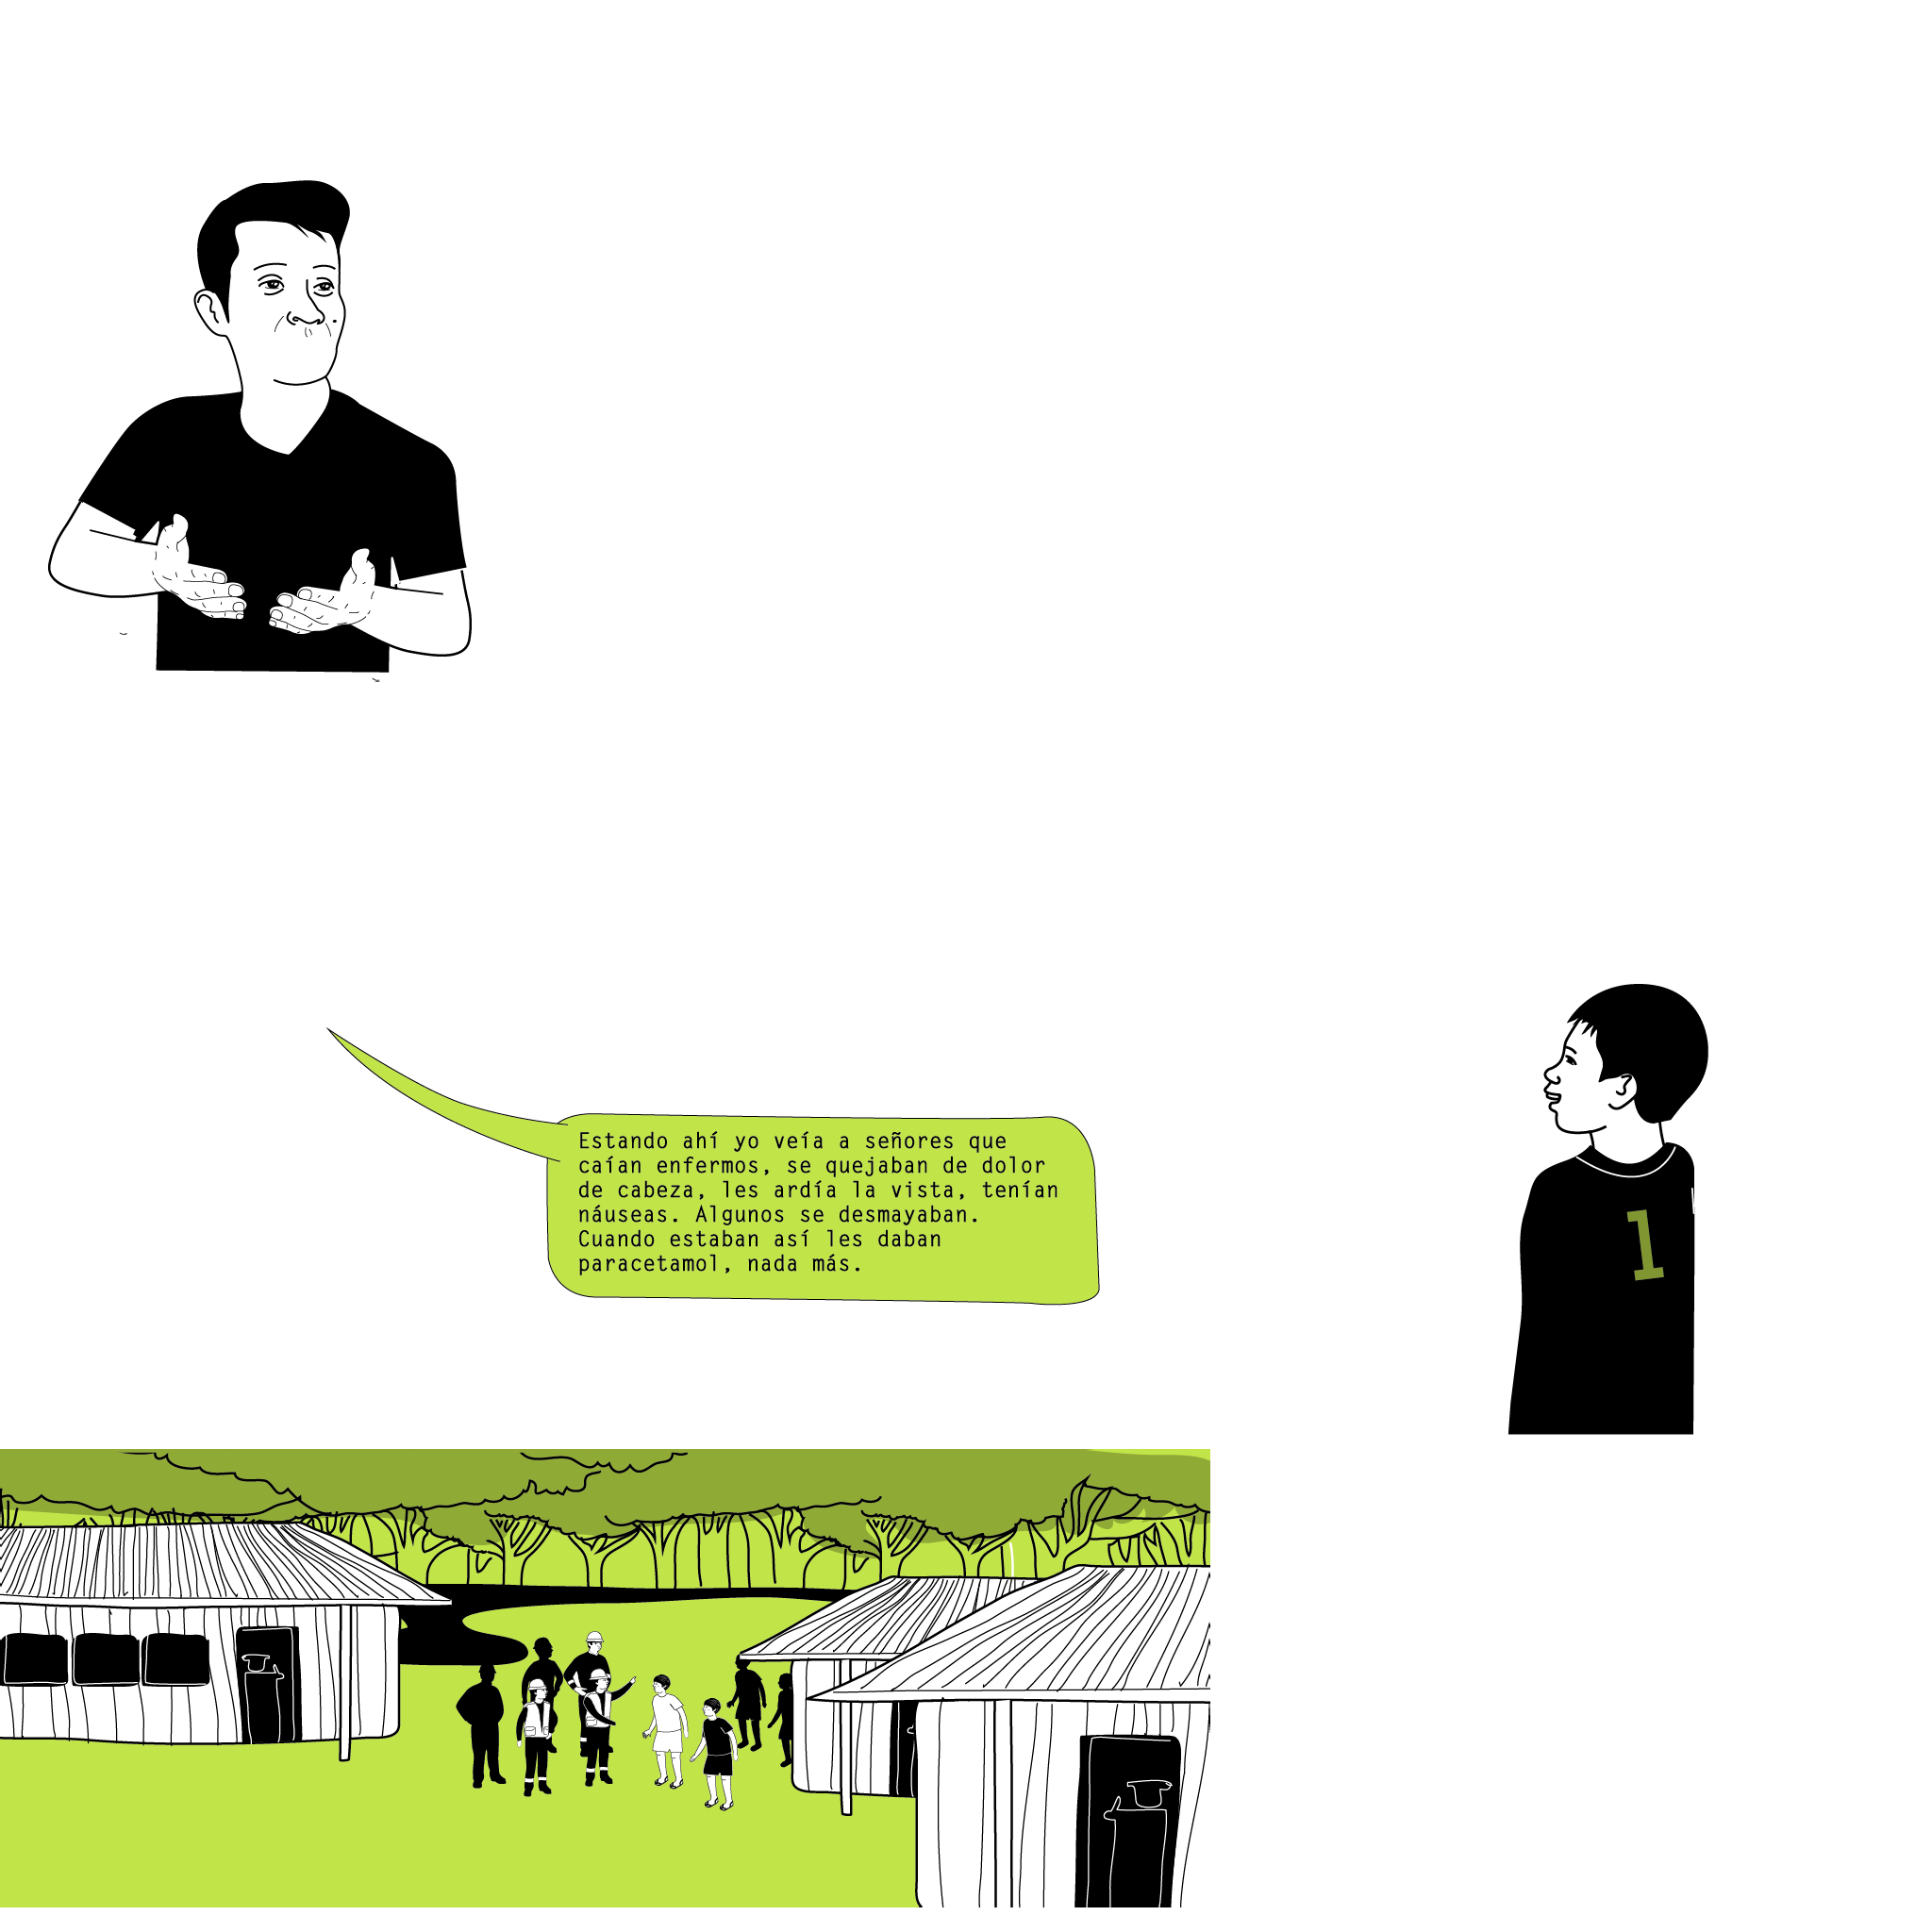 Estando ahí yo veía a señores que
caían enfermos, se quejaban de dolor
de cabeza, les ardía la vista, tenían
náuseas. Algunos se desmayaban.
Cuando estaban así les daban
paracetamol, nada más.
1